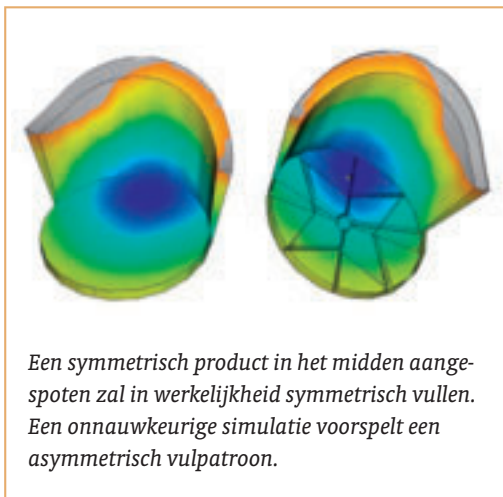 Een symmetrisch product in het midden aange-
spoten zal in werkelijkheid symmetrisch vullen.
Een onnauwkeurige simulatie voorspelt een
asymmetrisch vulpatroon.